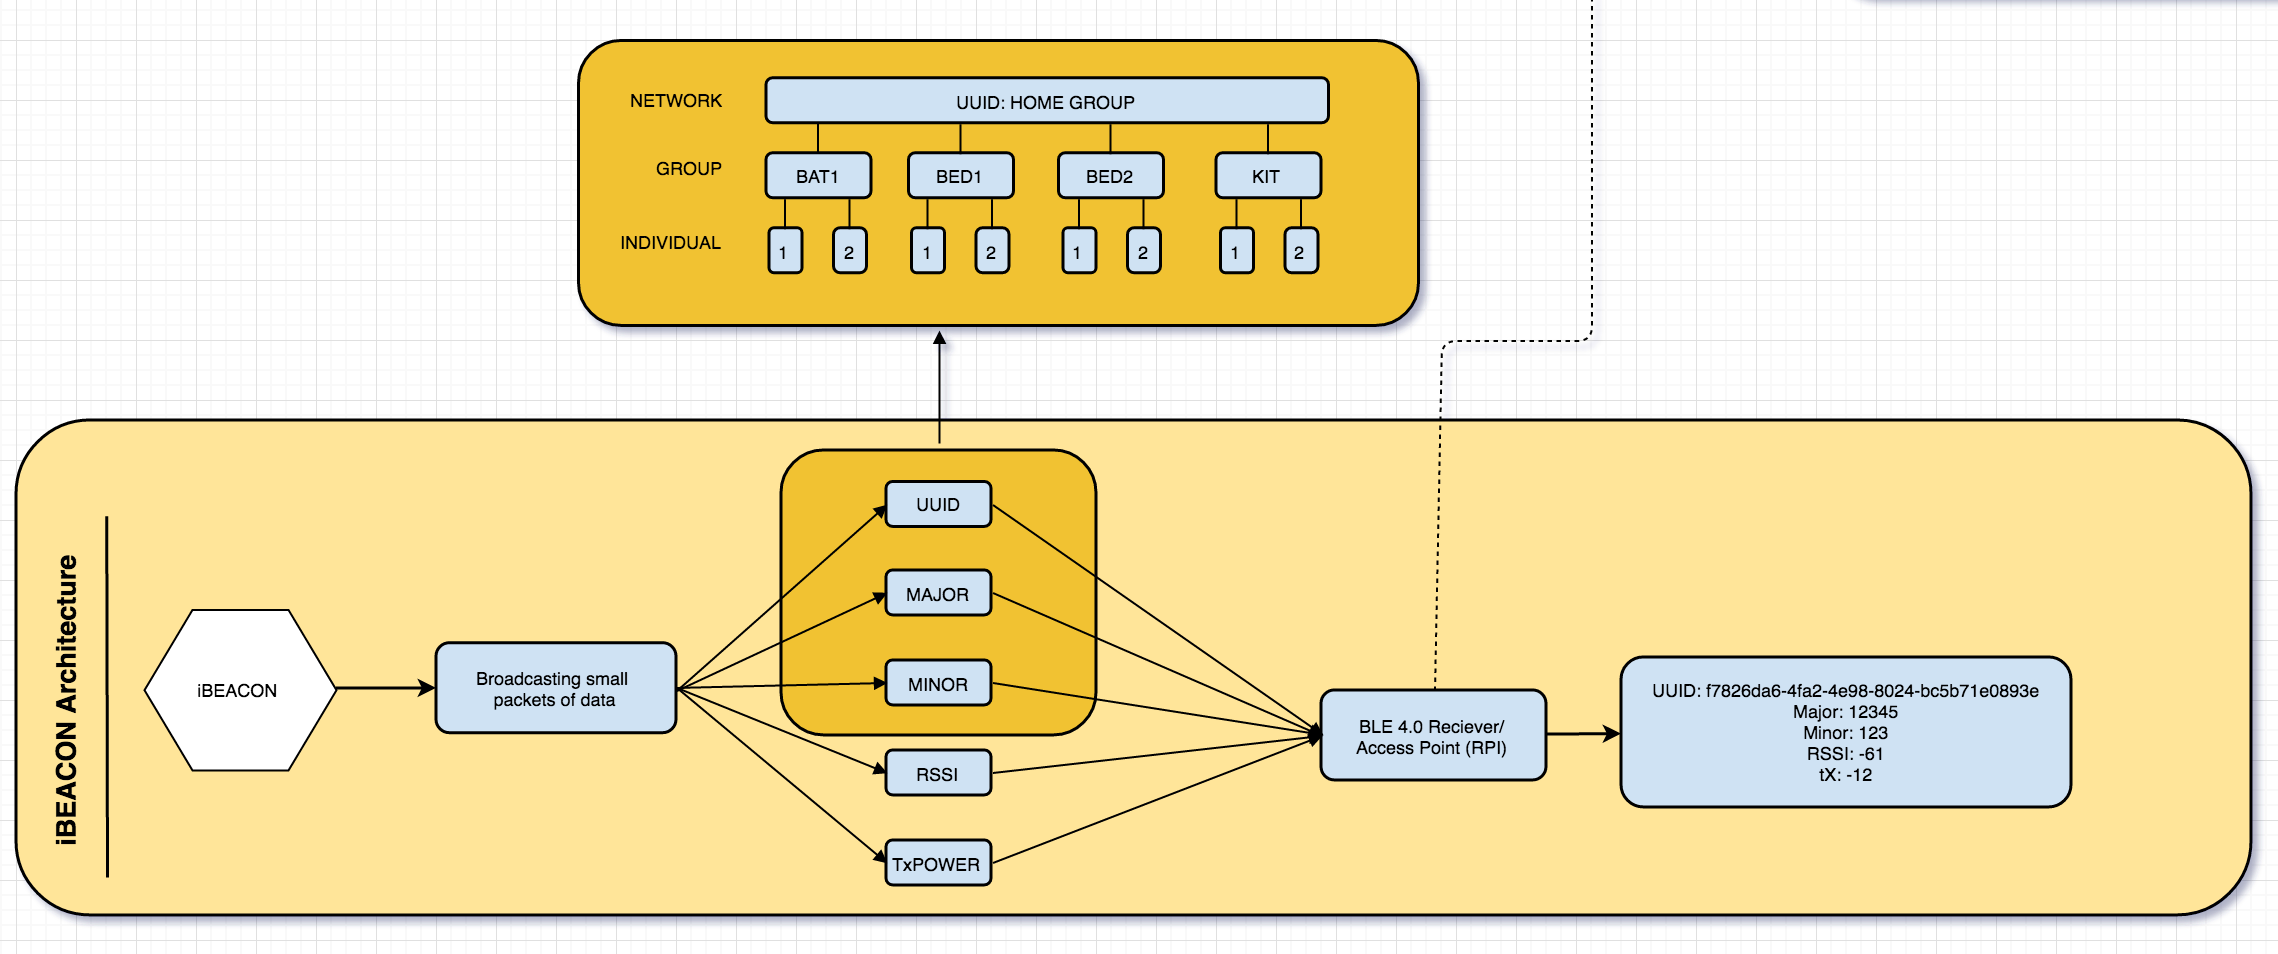 NETWORK
UUID: HOME GROUP
GROUP
BAT1
BED1
BED2
KIT
INDIVIDUAL
1
2
1
2
1
2
1
2
iBEACON Architecture
iBEACON
Broadcasting small
packets of data
UUID
MAJOR
MINOR
RSSI
TxPOWER
BLE 4.0 Reciever/
Access Point (RPI)
UUID: f7826da6-4fa2-4e98-8024-bc5b71e0893e
Major: 12345
Minor: 123
RSSI: -61
tX: -12